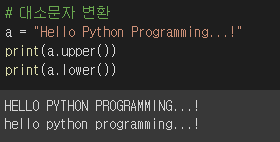 # 대소문자 변환
a = "Hello Python Programming...!"
print(a.upper())
print(a.lower())
HELLO PYTHON PROGRAMMING...!
hello python programming...!